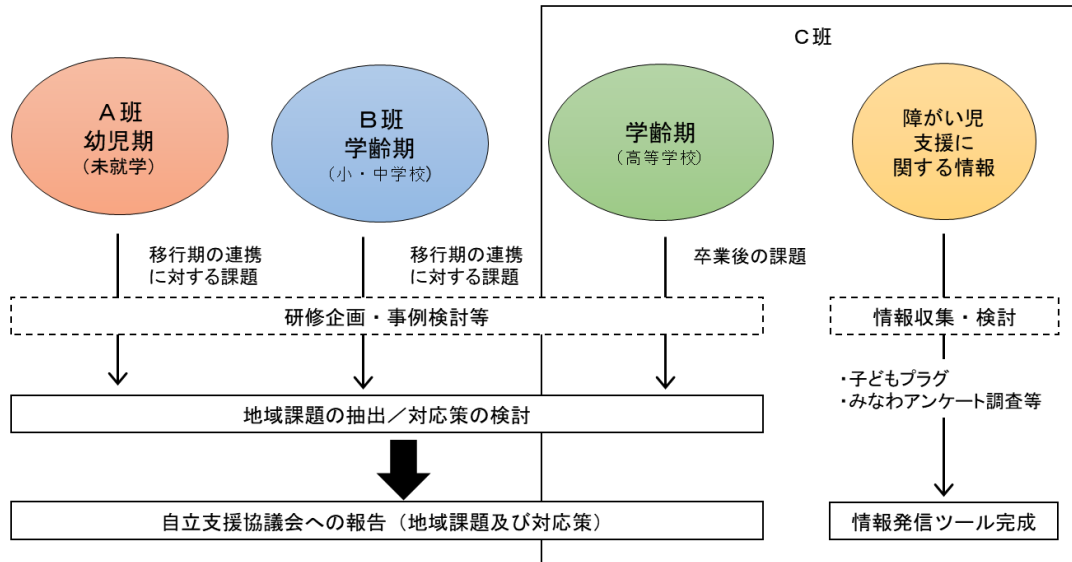 C班
A班
幼児期
(未就学)
B班
学齢期
(小・中学校)
学齢期
(高等学校)
障がい児
支援に
関する情報
移行期の連携
に対する課題
移行期の連携
に対する課題
卒業後の課題
研修企画・事例検討等
情報収集・検討
・子どもプラグ
・みなわアンケート調査等
地域課題の抽出／対応策の検討
自立支援協議会への報告（地域課題及び対応策）
情報発信ツール完成